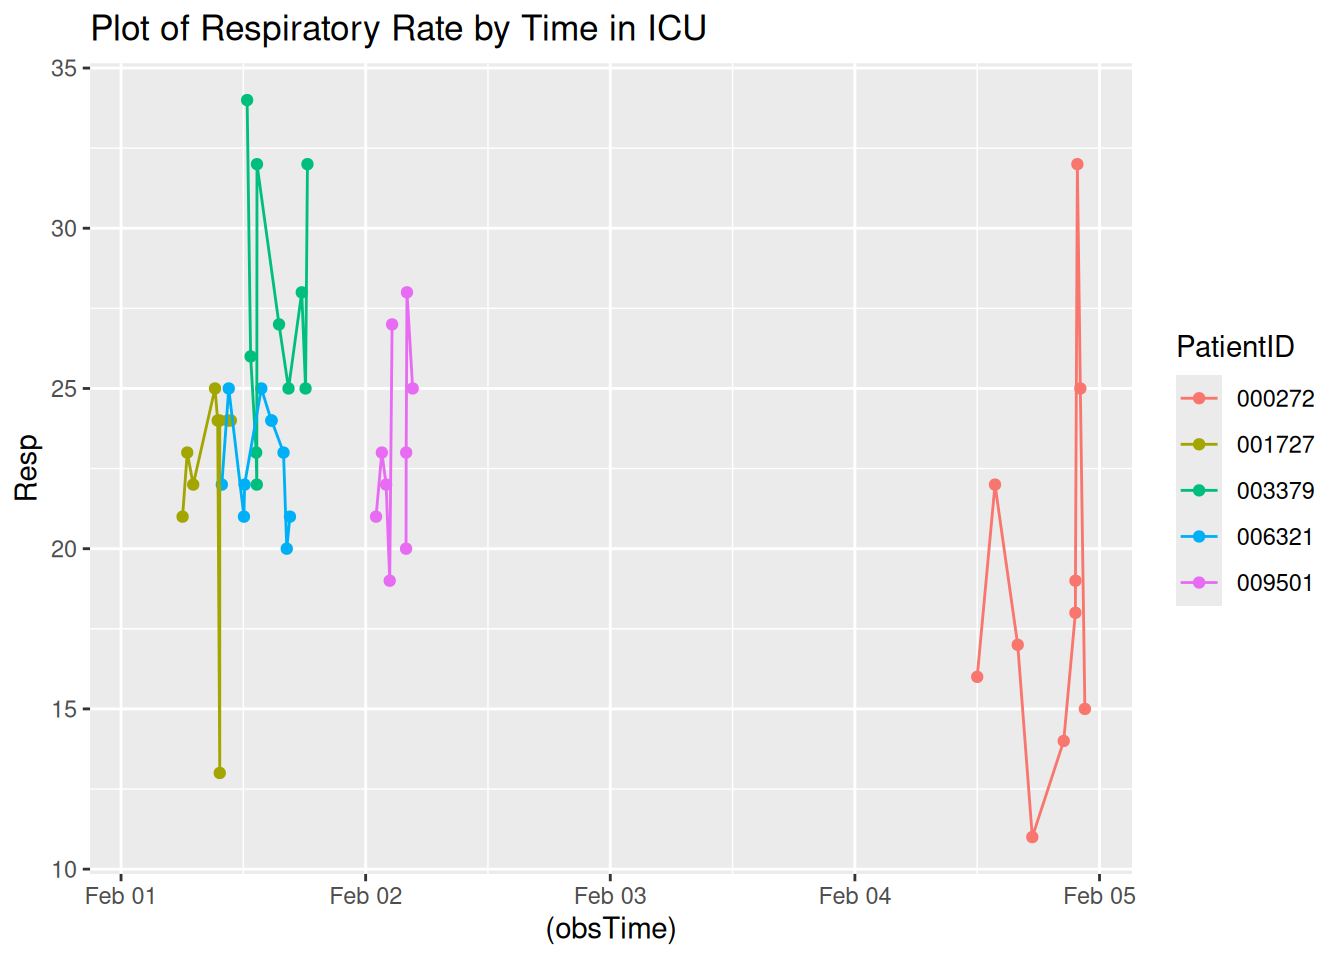 Plot of Respiratory Rate by Time in ICU
35
30
25
20
15
10
Resp
Feb 01
Feb 02
Feb 03
Feb 04
Feb 05
(obsTime)
PatientID
000272
001727
003379
006321
009501